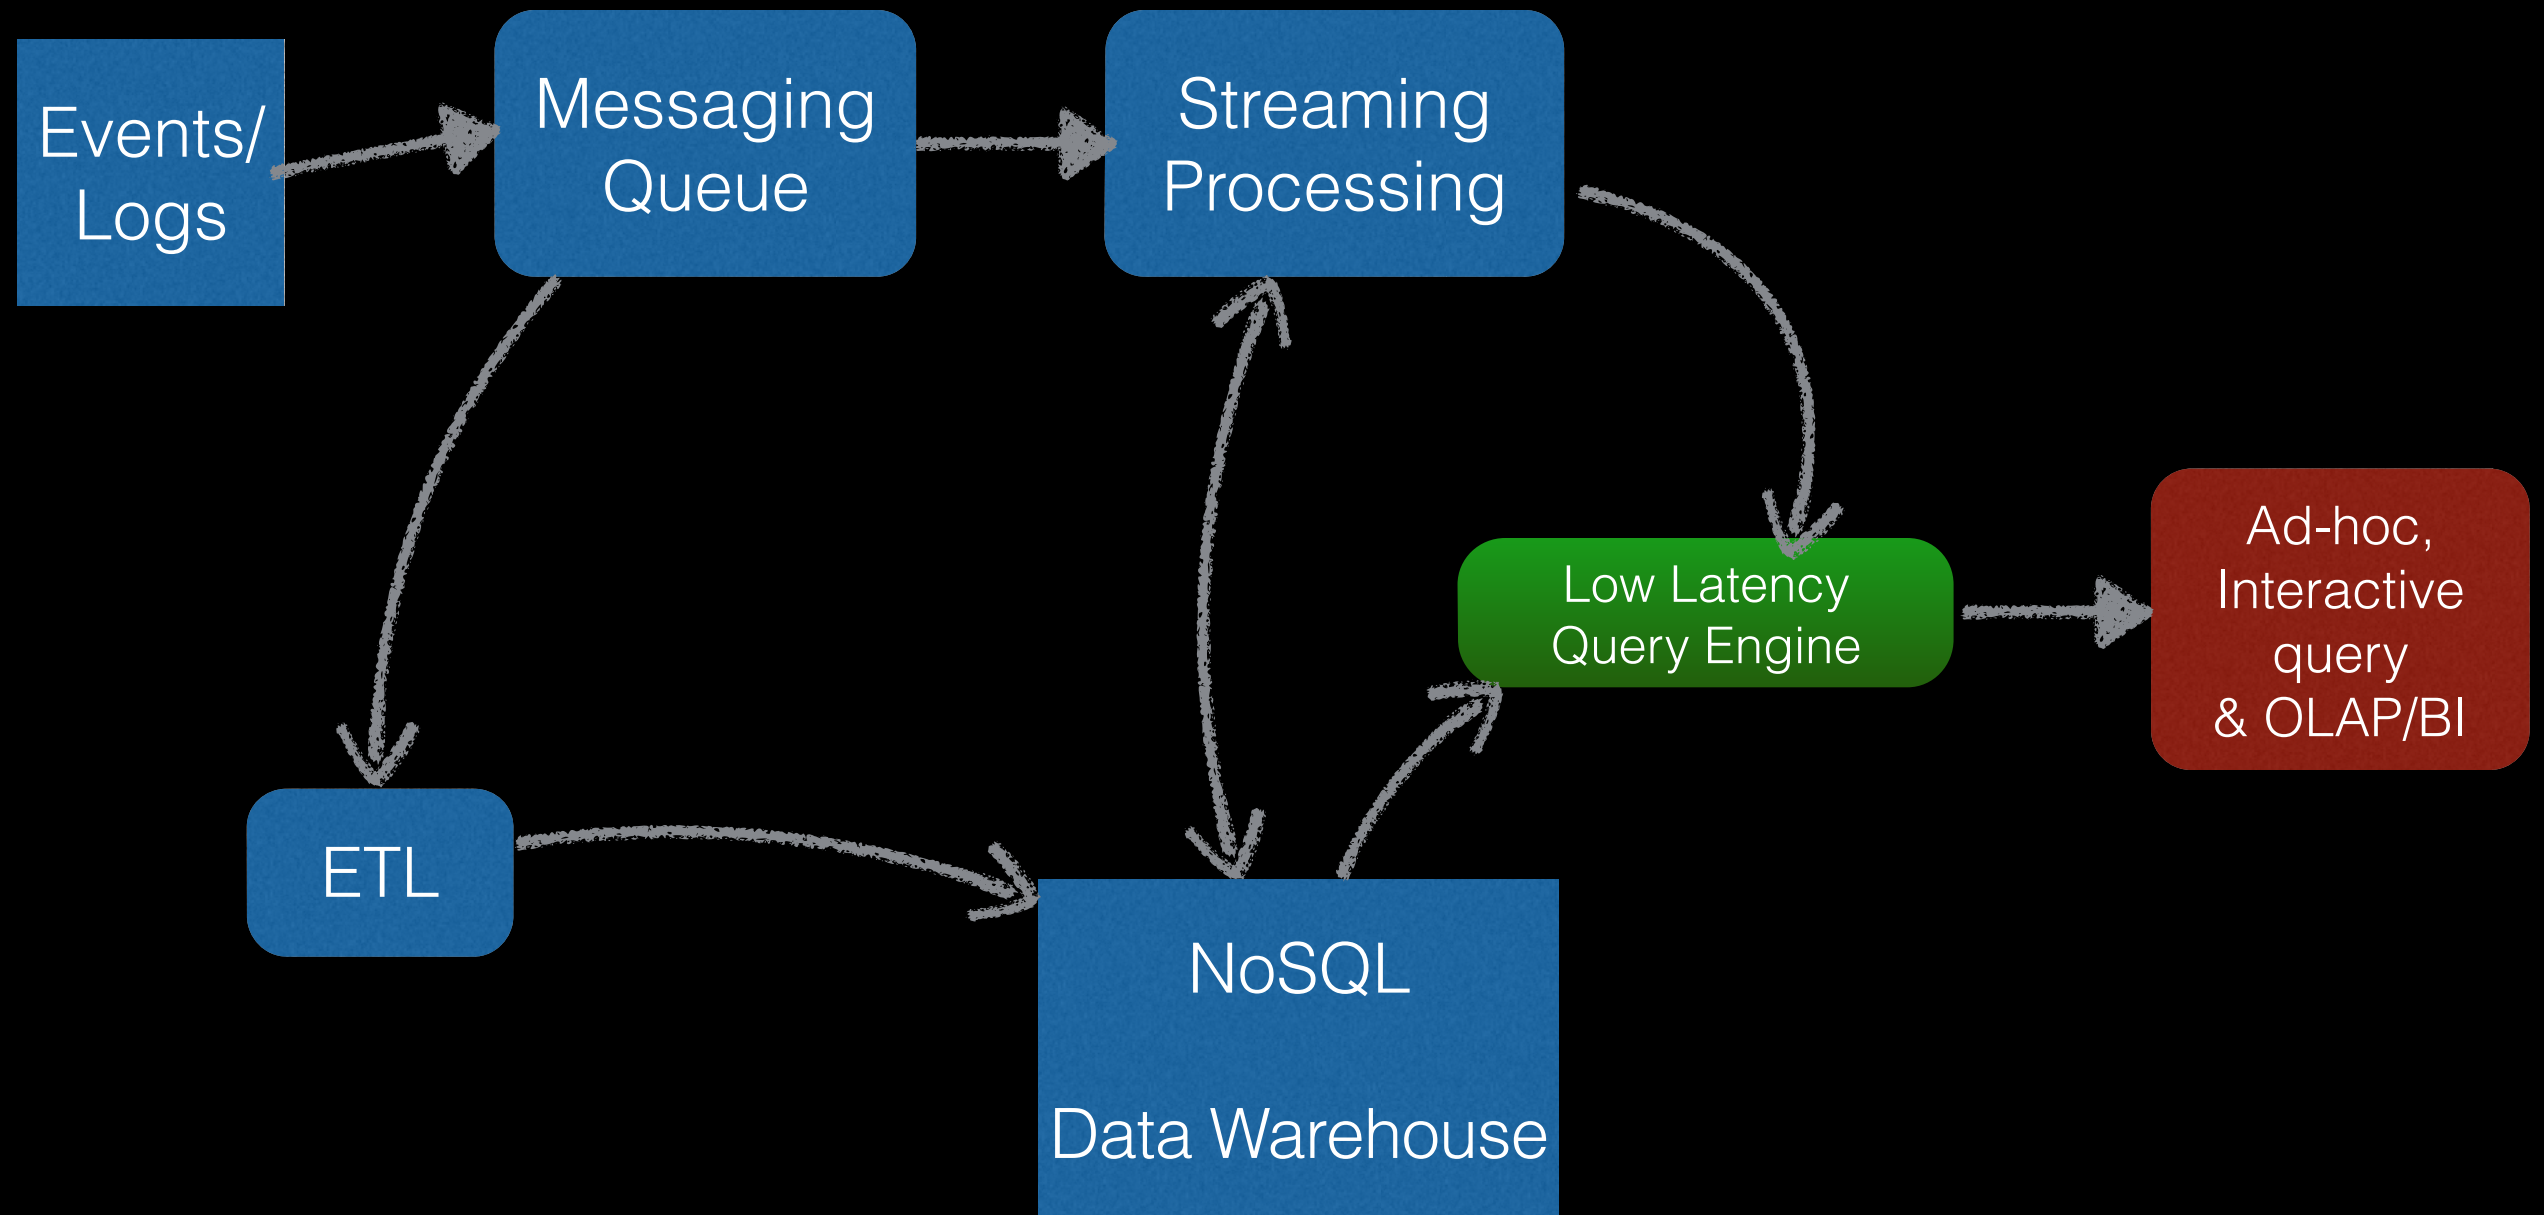 Events/
Logs
Messaging
Queue
Streaming
Processing
Low Latency
Query Engine
Ad-hoc,
Interactive
query
& OLAP/BI
ETL
NoSQL
Data Warehouse